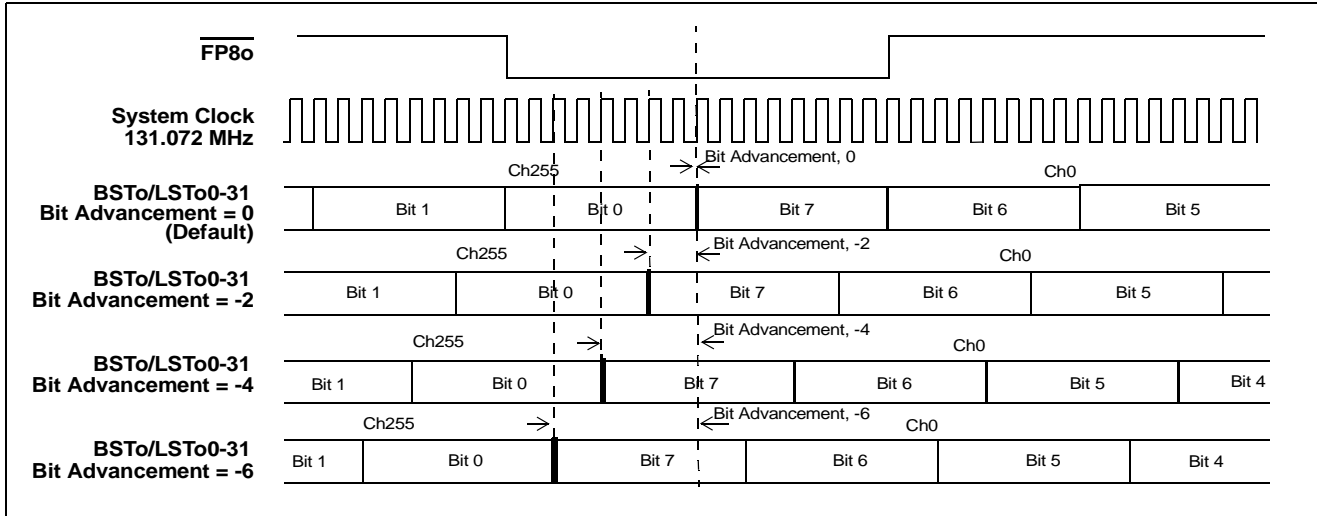 FP8o
System Clock
131.072 MHz
Bit Advancement, 0
Ch255
Ch0
BSTo/LSTo0-31
Bit Advancement = 0
(Default)
Bit 1
Bit 0
Bit 7
Bit 6
Bit 5
Bit Advancement, -2
Ch255
Ch0
BSTo/LSTo0-31
Bit Advancement = -2
Bit 1
Bit 0
Bit 7
Bit 6
Bit 5
Bit Advancement, -4
Ch255
Ch0
BSTo/LSTo0-31
Bit Advancement = -4
Bit 1
Bit 0
Bit 7
Bit 6
Bit 5
Bit 4
Bit Advancement, -6
Ch255
Ch0
BSTo/LSTo0-31
Bit Advancement = -6
Bit 1
Bit 0
Bit 7
Bit 6
Bit 5
Bit 4